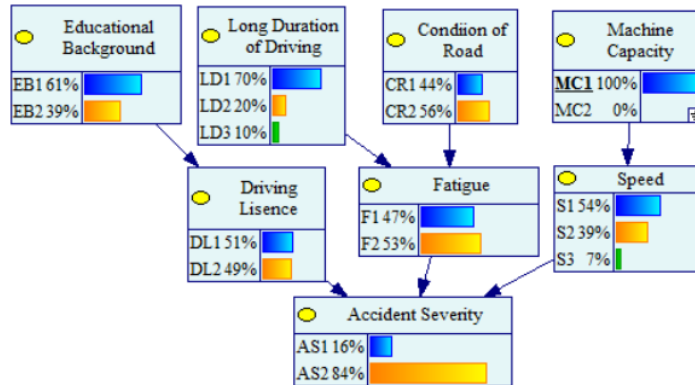 Educational
Background
EB1 61%
EB2 39%
Long Duration
of Driving
LD1 70%
LD2 20%
LD3 10%
Condiion of
Road
CR1 44%
CR2 56%
Machine
Capacity
MC1 100%
MC2 0%
Driving
Lisence
DL1 51%
DL2 49%
Fatigue
F1 47%
F2 53%
Speed
S1 54%
S2 39%
S3 7%
Accident Severity
AS1 16%
AS2 84%